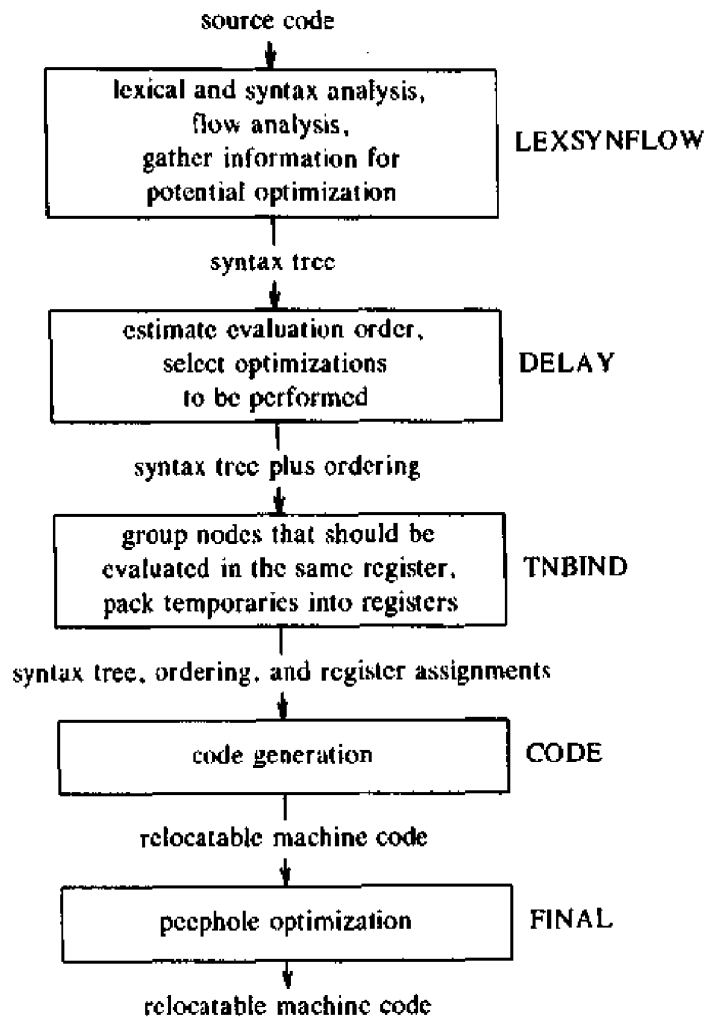 source code
lexical and syntax analysis,
flow analysis,
gather information for
potential optimization
LEXSYNFLOW
syntax tree
estimate evaluation order,
select optimizations
to be performed
DELAY
syntax tree plus ordering
group nodes that should be
evaluated in the same register,
pack temporaries into registers
TNBIND
syntax tree, ordering, and register assignments
code generation
CODE
relocatable machine code
peephole optimization
FINAL
relocatable machine code